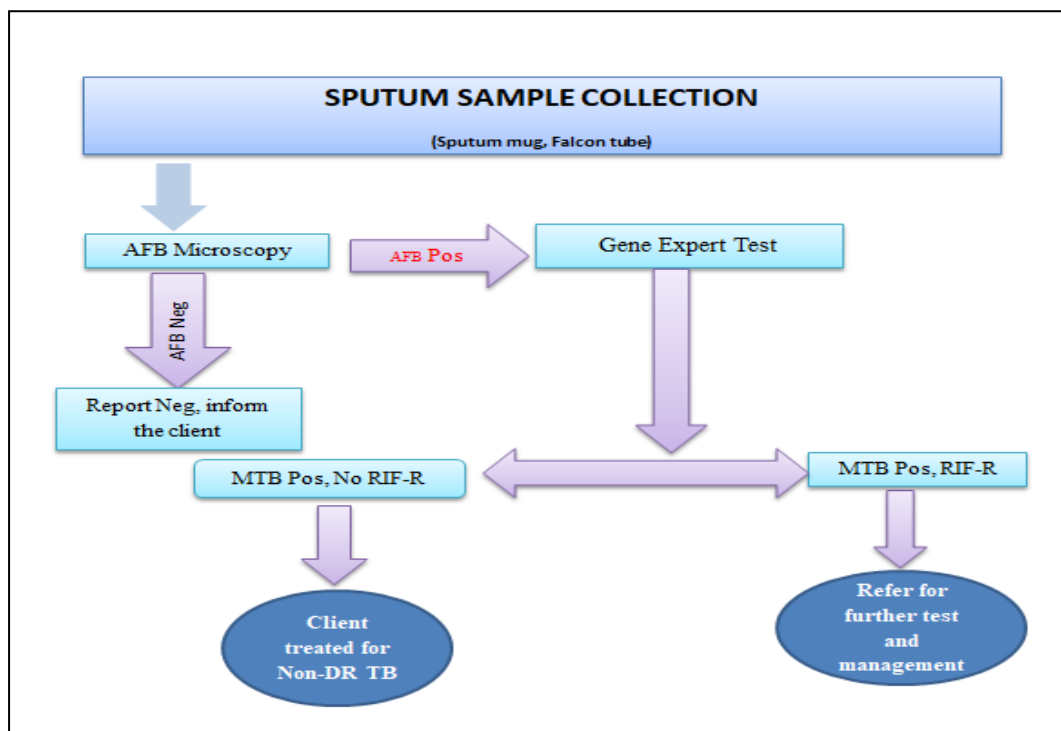 SPUTUM SAMPLE COLLECTION
(Sputum mug, Falcon tube)
AFB Microscopy
AFB Pos
Gene Expert Test
AFB Neg
Report Neg, inform
the client
MTB Pos, No RIF-R
MTB Pos, RIF-R
Client
treated for
Non-DR TB
Refer for
further test
and
management